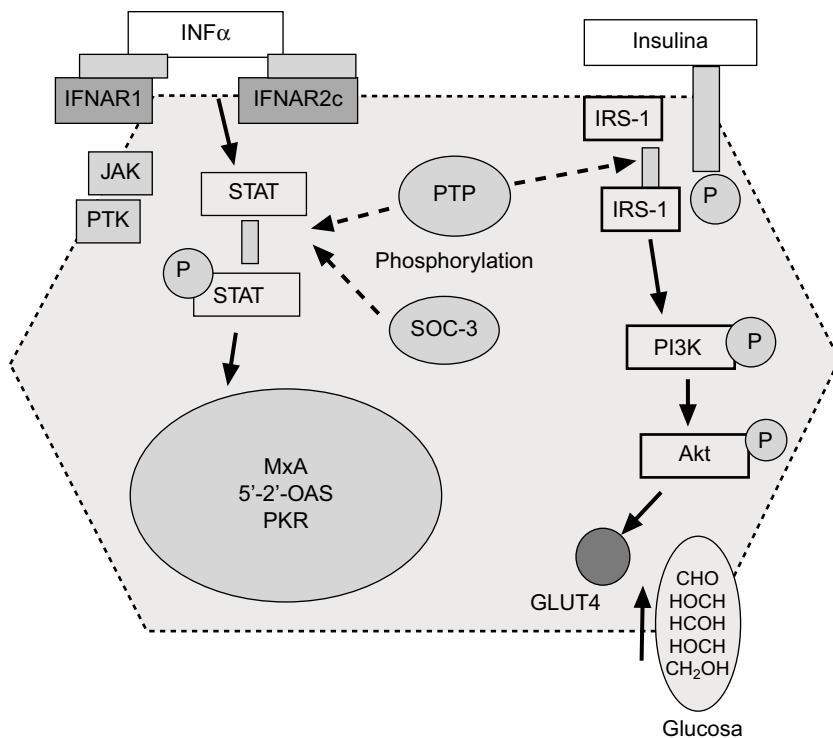 INFα
Insulina
IFNAR1
IFNAR2c
IRS-1
JAK
PTK
STAT
PTP
P
IRS-1
Phosphorylation
P
STAT
SOC-3
PI3K
P
Akt
P
MxA
5’-2’-OAS
PKR
GLUT4
CHO
HOCH
HCOH
HOCH
CH₂OH
Glucosa